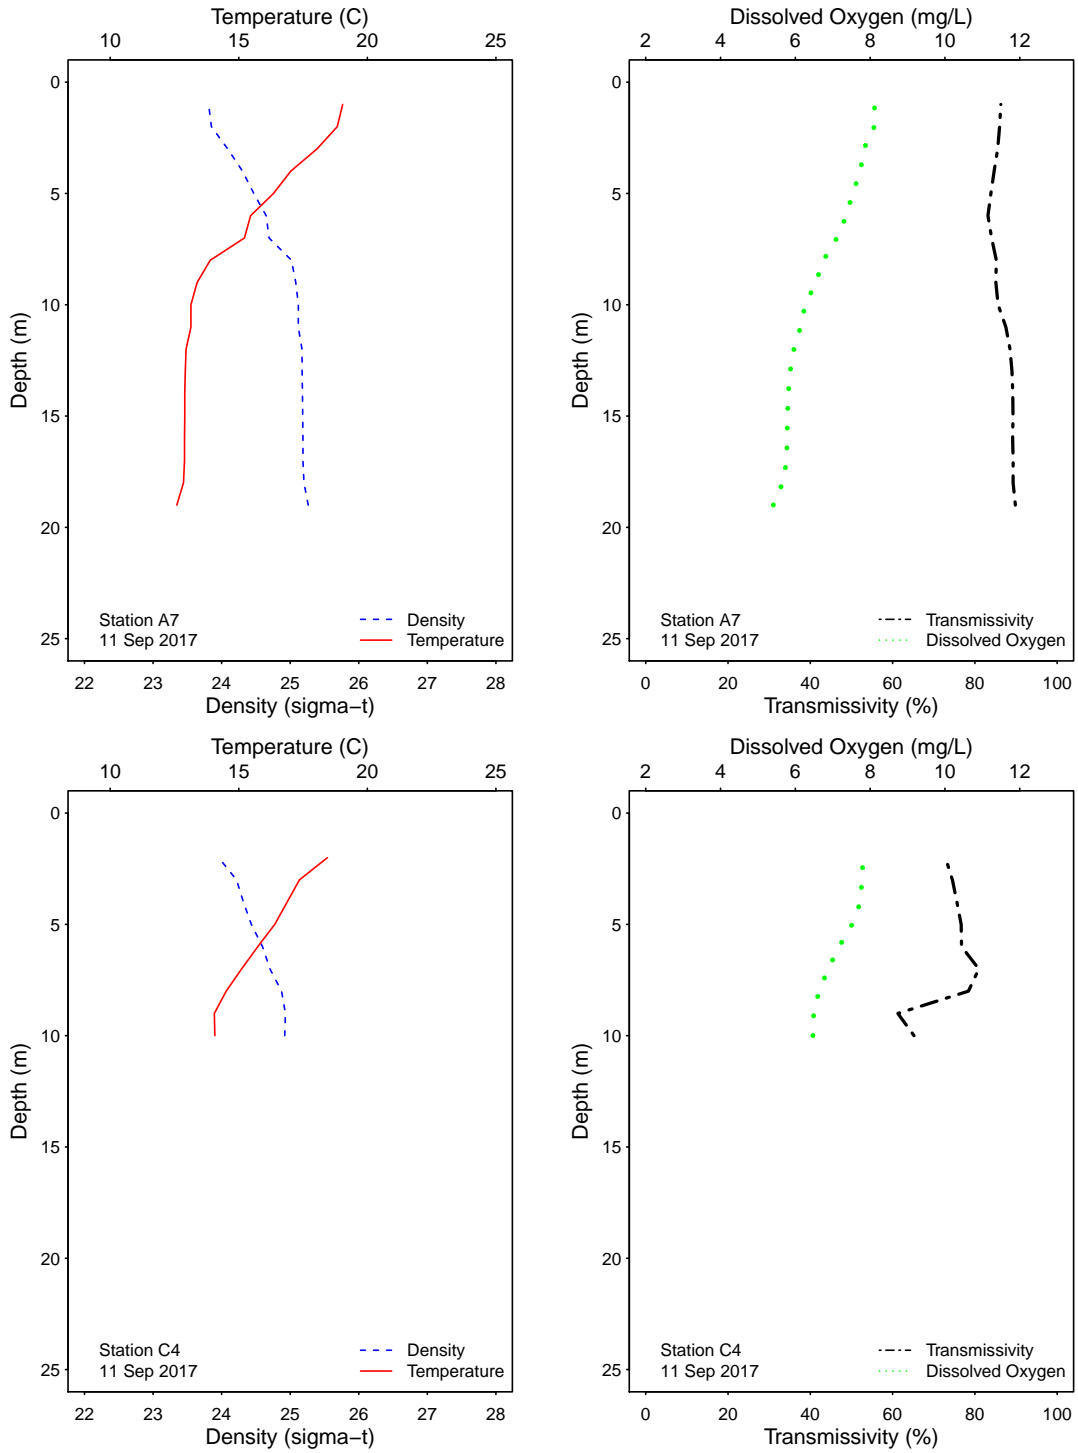 Temperature (C)
10 15 20 25
0
5
10
15
20
25
Depth (m)
Station A7
11 Sep 2017
Density
Temperature
22 23 24 25 26 27 28
Density (sigma−t)
Dissolved Oxygen (mg/L)
2 4 6 8 10 12
0
5
10
15
20
25
Depth (m)
Station A7
11 Sep 2017
Transmissivity
Dissolved Oxygen
0 20 40 60 80 100
Transmissivity (%)
Temperature (C)
10 15 20 25
0
5
10
15
20
25
Depth (m)
Station C4
11 Sep 2017
Density
Temperature
22 23 24 25 26 27 28
Density (sigma−t)
Dissolved Oxygen (mg/L)
2 4 6 8 10 12
0
5
10
15
20
25
Depth (m)
Station C4
11 Sep 2017
Transmissivity
Dissolved Oxygen
0 20 40 60 80 100
Transmissivity (%)